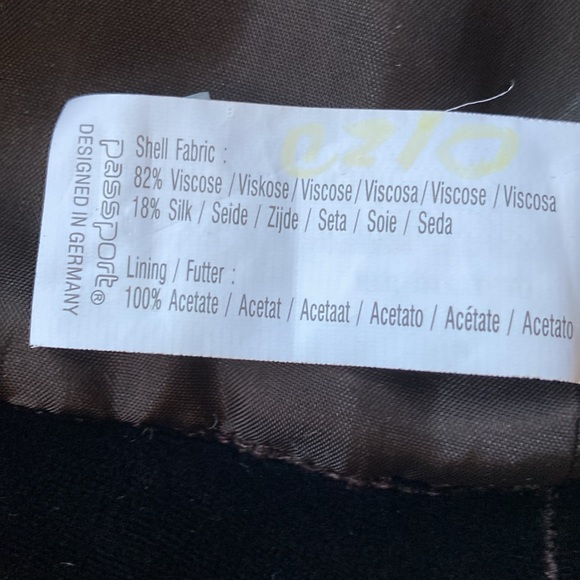 Shell Fabric :
82% Viscose / Viskose / Viscose / Viscosa / Viscose / Viscosa
18% Silk / Seide / Zijde / Seta / Soie / Seda
Lining / Futter :
100% Acetate / Acetat / Acetaat / Acetato / Acétate / Acetato
passport®
DESIGNED IN GERMANY